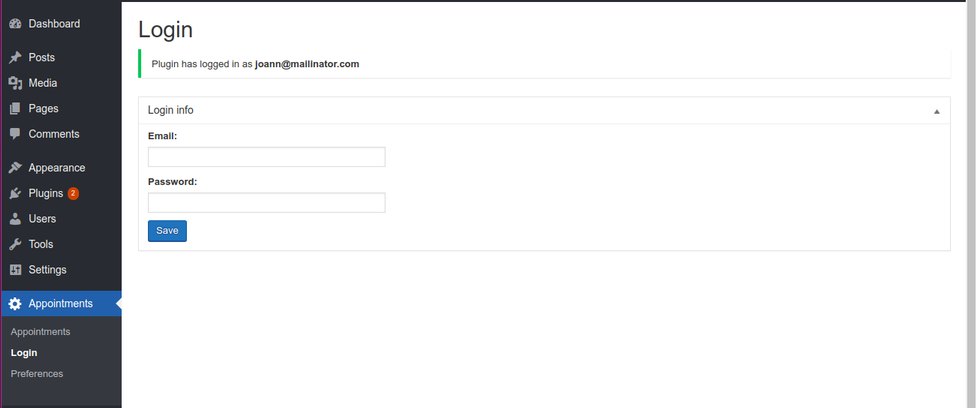 Dashboard
Posts
Media
Pages
Comments
Appearance
Plugins 2
Users
Tools
Settings
Appointments
Appointments
Login
Preferences
Login
Plugin has logged in as joann@mailinator.com
Login info
Email:
Password:
Save